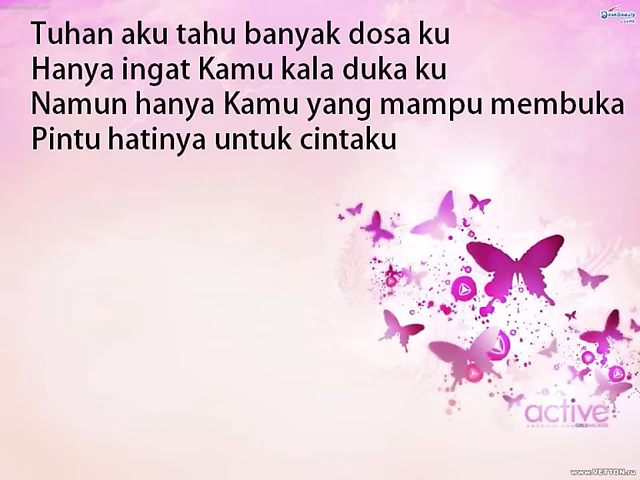 Tuhan aku tahu banyak dosa ku
Hanya ingat Kamu kala duka ku
Namun hanya Kamu yang mampu membuka
Pintu hatinya untuk cintaku
active
www.VETTON.ru